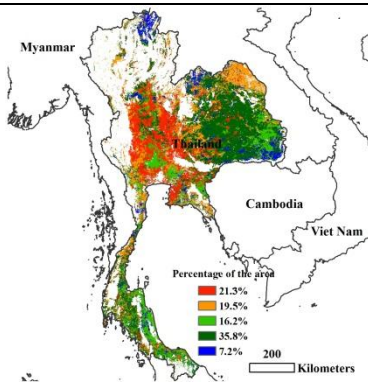 Myanmar
Thailand
Cambodia
Viet Nam
Percentage of the area
21.3%
19.5%
16.2%
35.8%
7.2%
200
Kilometers